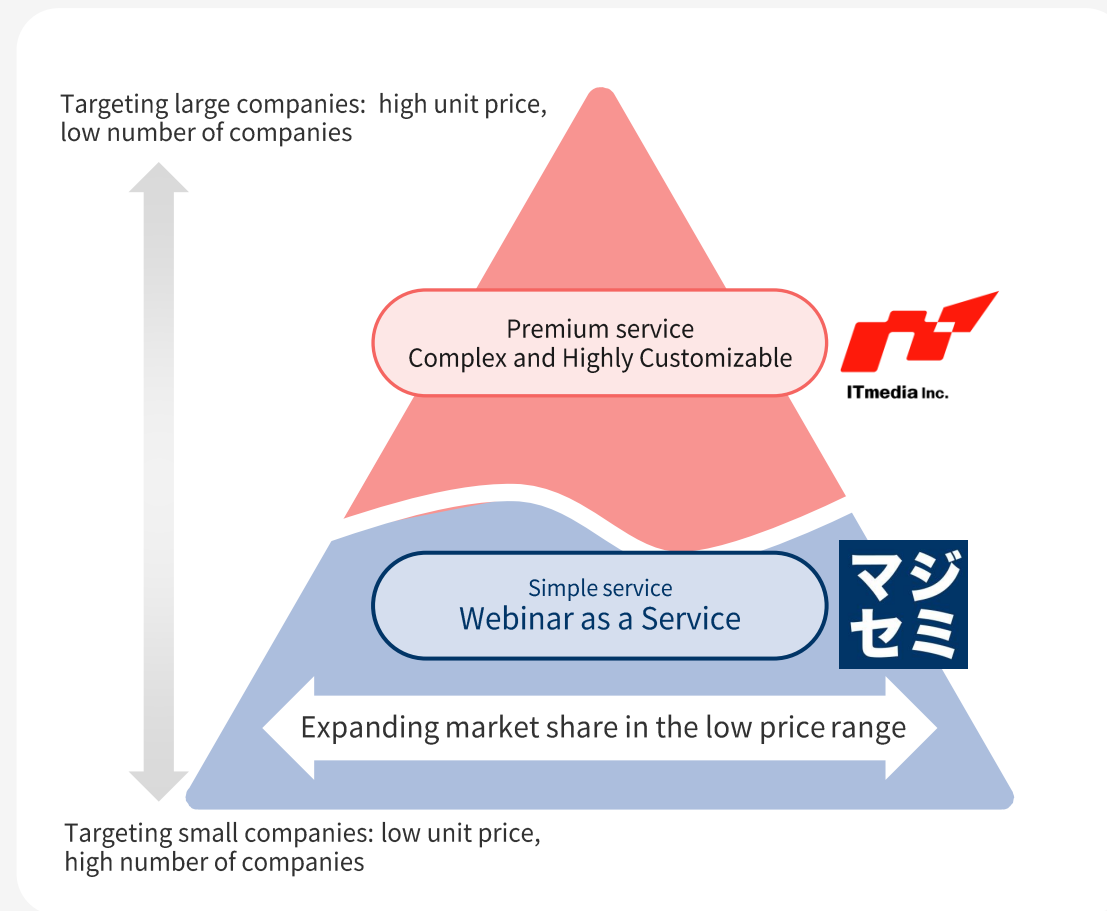 Targeting large companies: high unit price,
low number of companies
Premium service
Complex and Highly Customizable
ITmedia Inc.
Simple service
Webinar as a Service
マジ
セミ
Expanding market share in the low price range
Targeting small companies: low unit price,
high number of companies